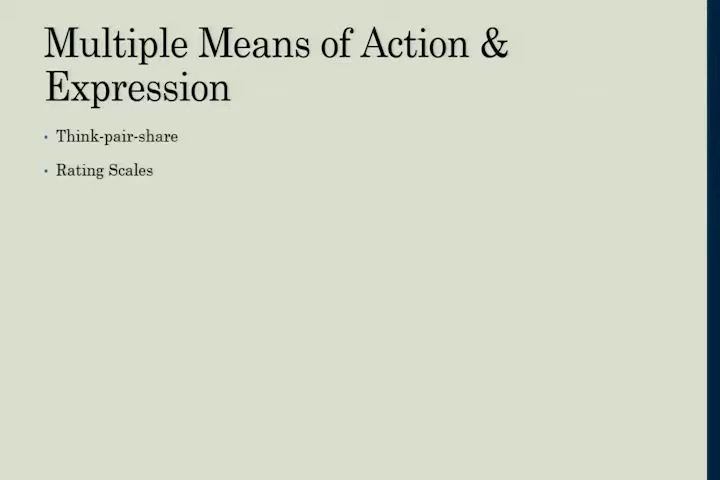 Multiple Means of Action &
Expression
• Think-pair-share
• Rating Scales